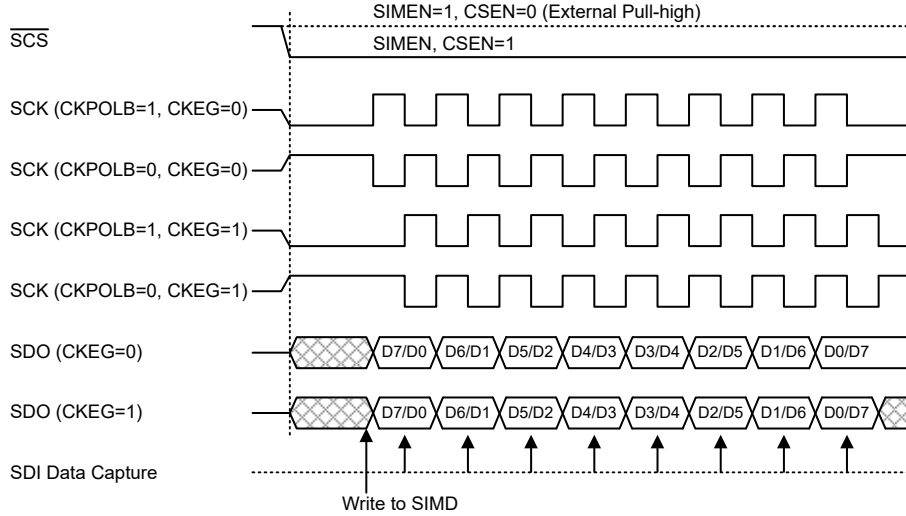 SIMEN=1, CSEN=0 (External Pull-high)
SCS
SIMEN, CSEN=1
SCK (CKPOLB=1, CKEG=0)
SCK (CKPOLB=0, CKEG=0)
SCK (CKPOLB=1, CKEG=1)
SCK (CKPOLB=0, CKEG=1)
SDO (CKEG=0) D7/D0 D6/D1 D5/D2 D4/D3 D3/D4 D2/D5 D1/D6 D0/D7
SDO (CKEG=1) D7/D0 D6/D1 D5/D2 D4/D3 D3/D4 D2/D5 D1/D6 D0/D7
SDI Data Capture
Write to SIMD